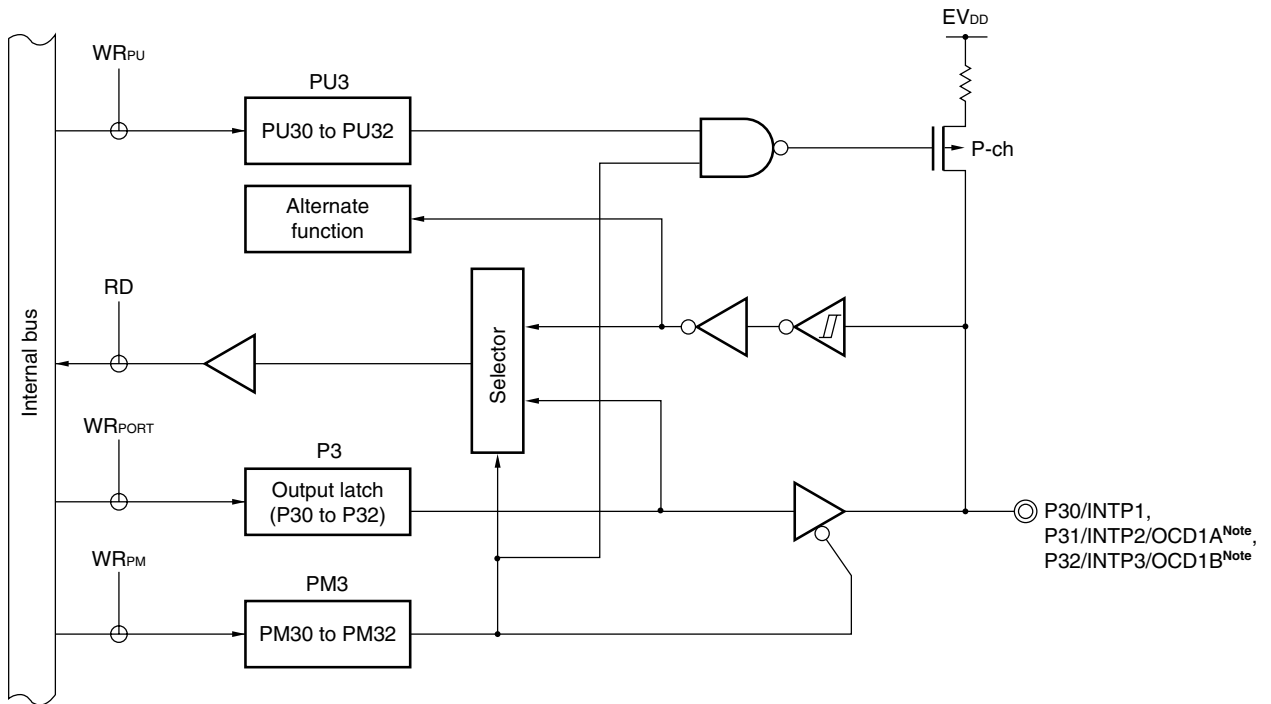 EVDD
WRPU
PU3
PU30 to PU32
P-ch
Alternate
function
RD
Internal bus
Selector
WRPORT
P3
Output latch
(P30 to P32)
P30/INTP1,
P31/INTP2/OCD1ANote,
P32/INTP3/OCD1BNote
WRPM
PM3
PM30 to PM32